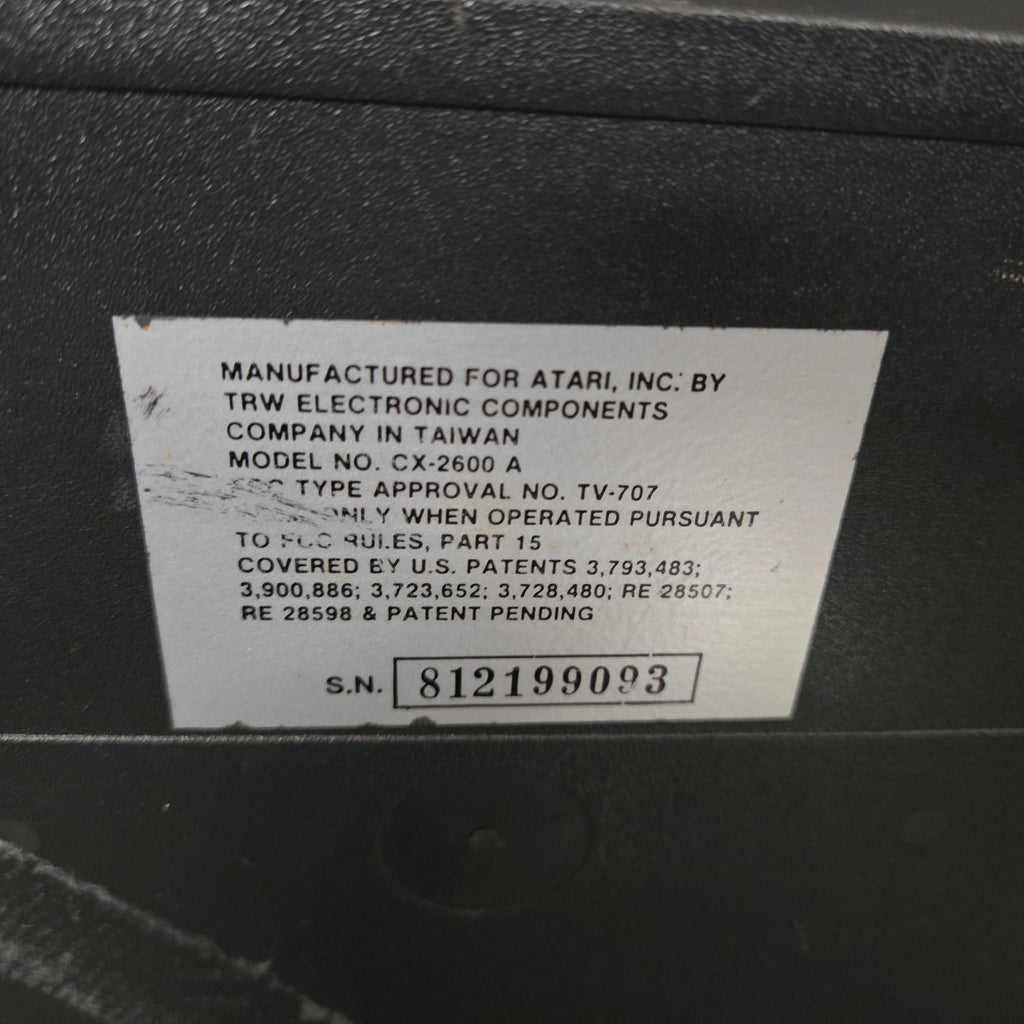 MANUFACTURED FOR ATARI, INC. BY
TRW ELECTRONIC COMPONENTS
COMPANY IN TAIWAN
MODEL NO. CX-2600 A
FCC TYPE APPROVAL NO. TV-707
ONLY WHEN OPERATED PURSUANT
TO FCC RULES, PART 15
COVERED BY U.S. PATENTS 3,793,483;
3,900,886; 3,723,652; 3,728,480; RE 28507;
RE 28598 & PATENT PENDING
S.N. 812199093